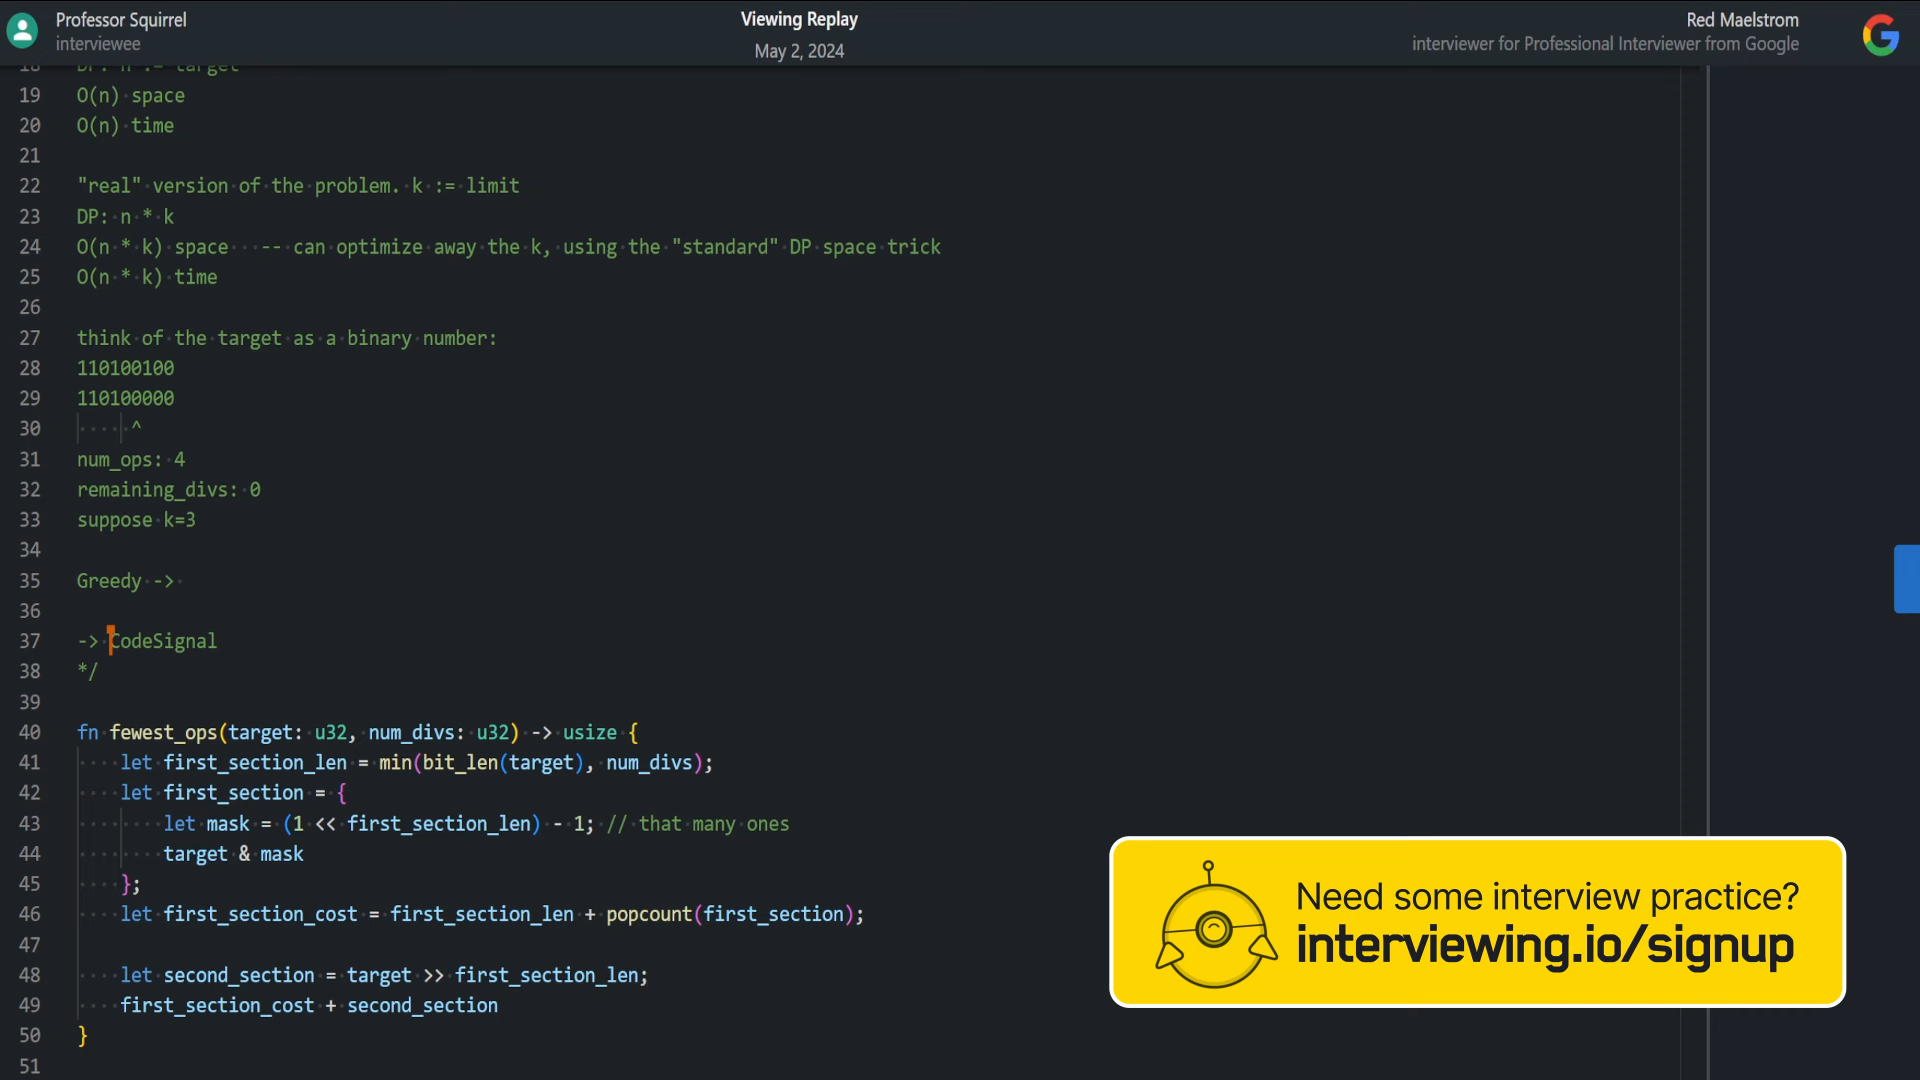 Professor Squirrel
interviewee
Viewing Replay
May 2, 2024
Red Maelstrom
interviewer for Professional Interviewer from Google
18 DP: n := target
19 O(n) space
20 O(n) time
21
22 "real" version of the problem. k := limit
23 DP: n * k
24 O(n * k) space   -- can optimize away the k, using the "standard" DP space trick
25 O(n * k) time
26
27 think of the target as a binary number:
28 110100100
29 110100000
30      ^
31 num_ops: 4
32 remaining_divs: 0
33 suppose k=3
34
35 Greedy ->
36
37 -> CodeSignal
38 */
39
40 fn fewest_ops(target: u32, num_divs: u32) -> usize {
41     let first_section_len = min(bit_len(target), num_divs);
42     let first_section = {
43         let mask = (1 << first_section_len) - 1; // that many ones
44         target & mask
45     };
46     let first_section_cost = first_section_len + popcount(first_section);
47
48     let second_section = target >> first_section_len;
49     first_section_cost + second_section
50 }
51
Need some interview practice?
interviewing.io/signup